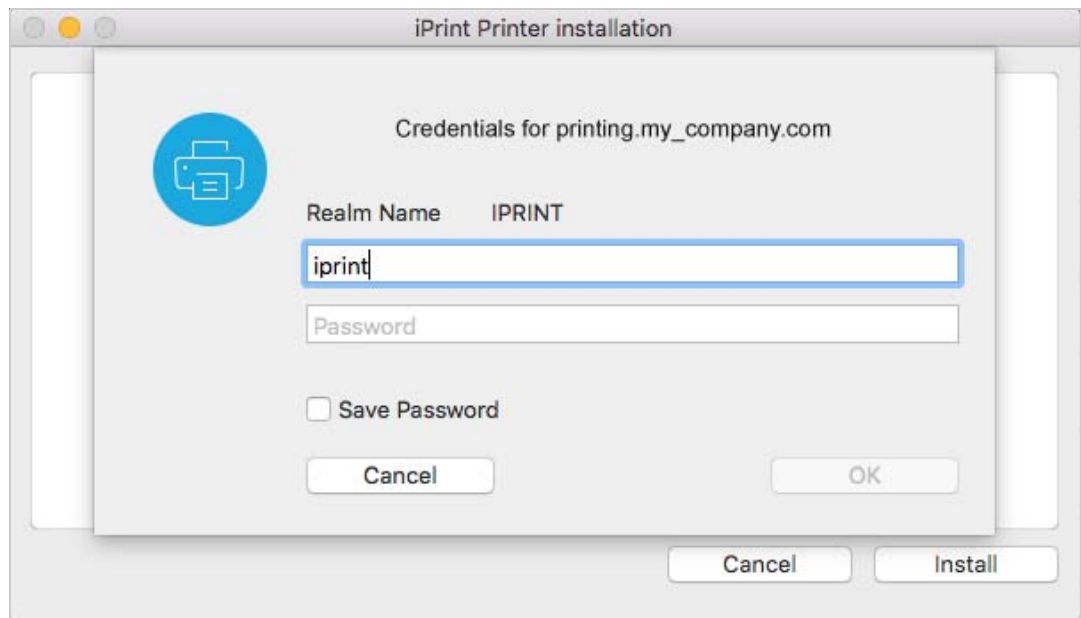 iPrint Printer installation
Credentials for printing.my_company.com
Realm Name IPRINT
iprint
Password
Save Password
Cancel OK
Cancel Install